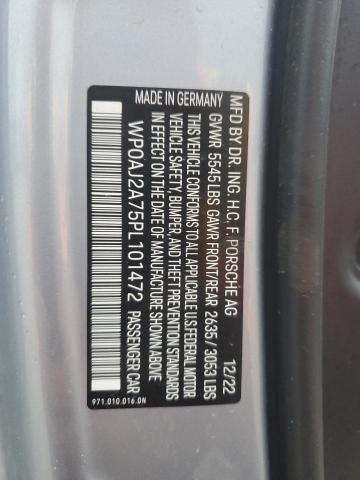 MFD BY DR. ING. H.C. F. PORSCHE AG 12/22
GVWR 5545 LBS GAWR FRONT/REAR 2635 / 3053 LBS
THIS VEHICLE CONFORMS TO ALL APPLICABLE U.S. FEDERAL MOTOR
VEHICLE SAFETY, BUMPER, AND THEFT PREVENTION STANDARDS
IN EFFECT ON THE DATE OF MANUFACTURE SHOWN ABOVE
WP0AJ2A75PL101472 PASSENGER CAR
MADE IN GERMANY
971.010.016.DN